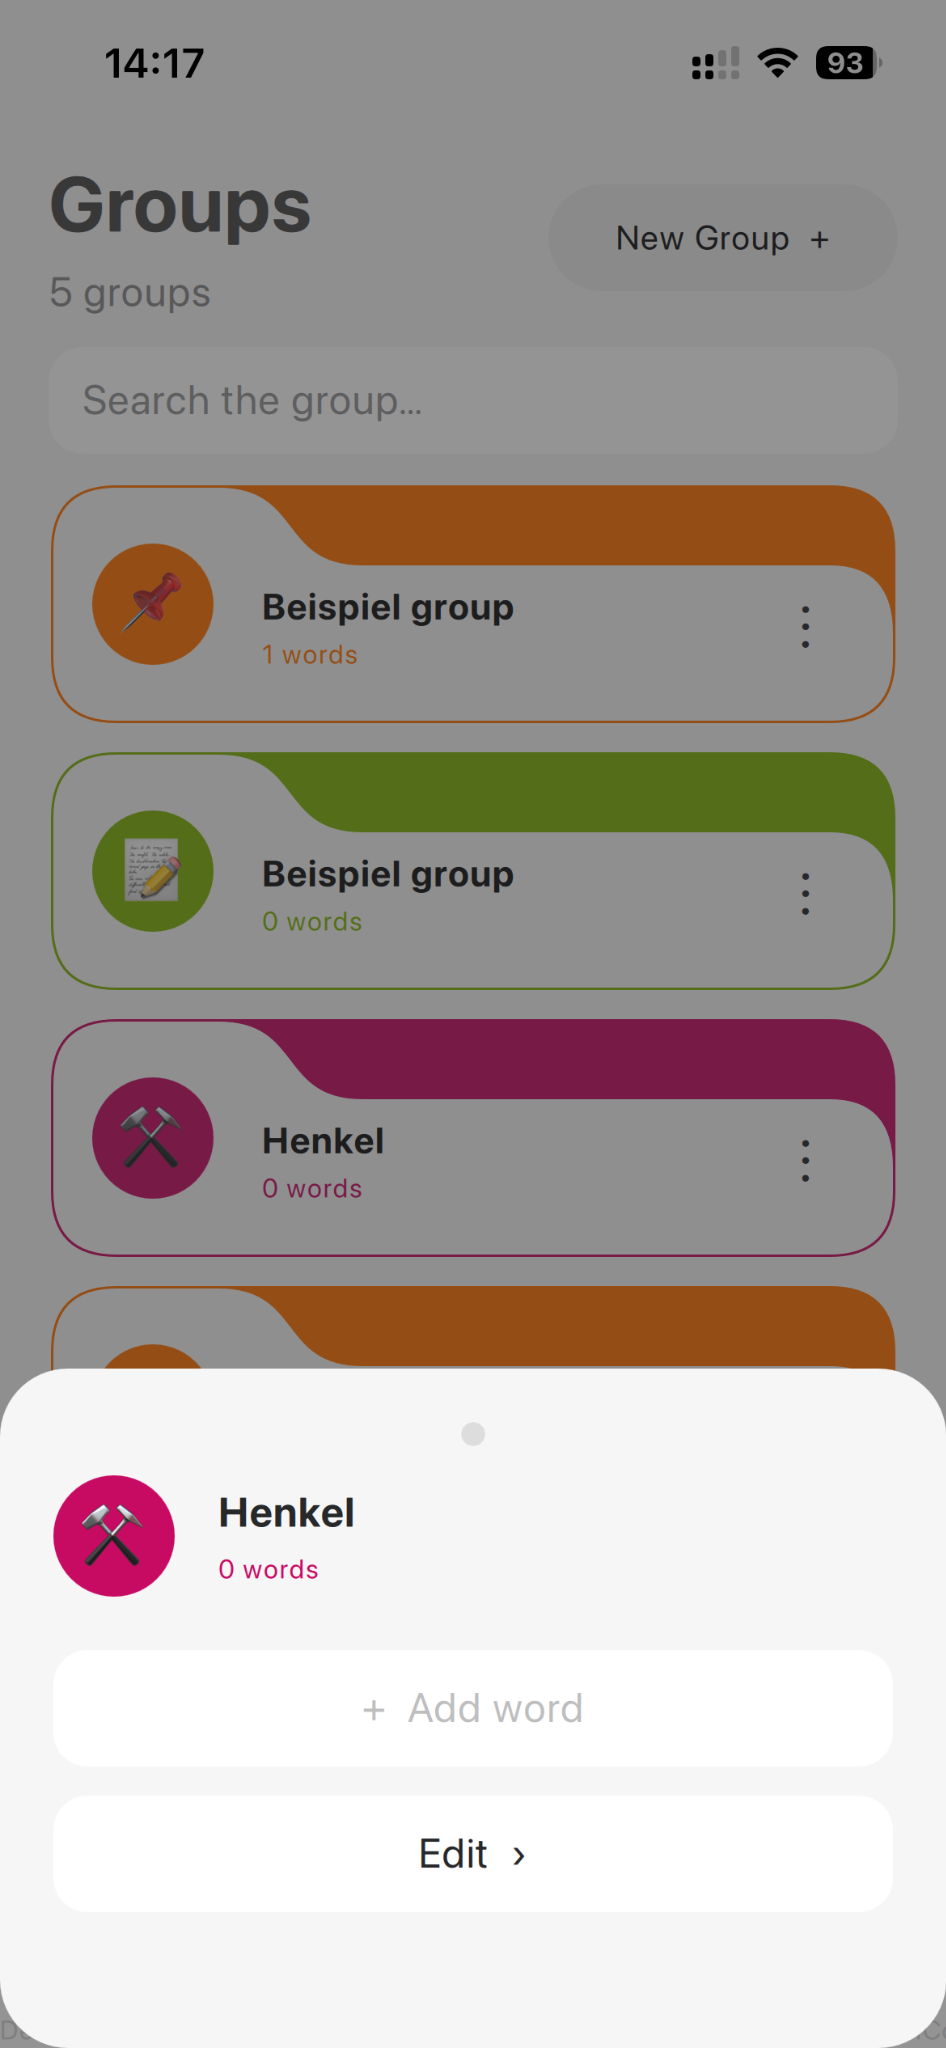 14:17
93
Groups
New Group +
5 groups
Search the group...
Beispiel group
1 words
Beispiel group
0 words
Henkel
0 words
Henkel
0 words
+ Add word
Edit ›